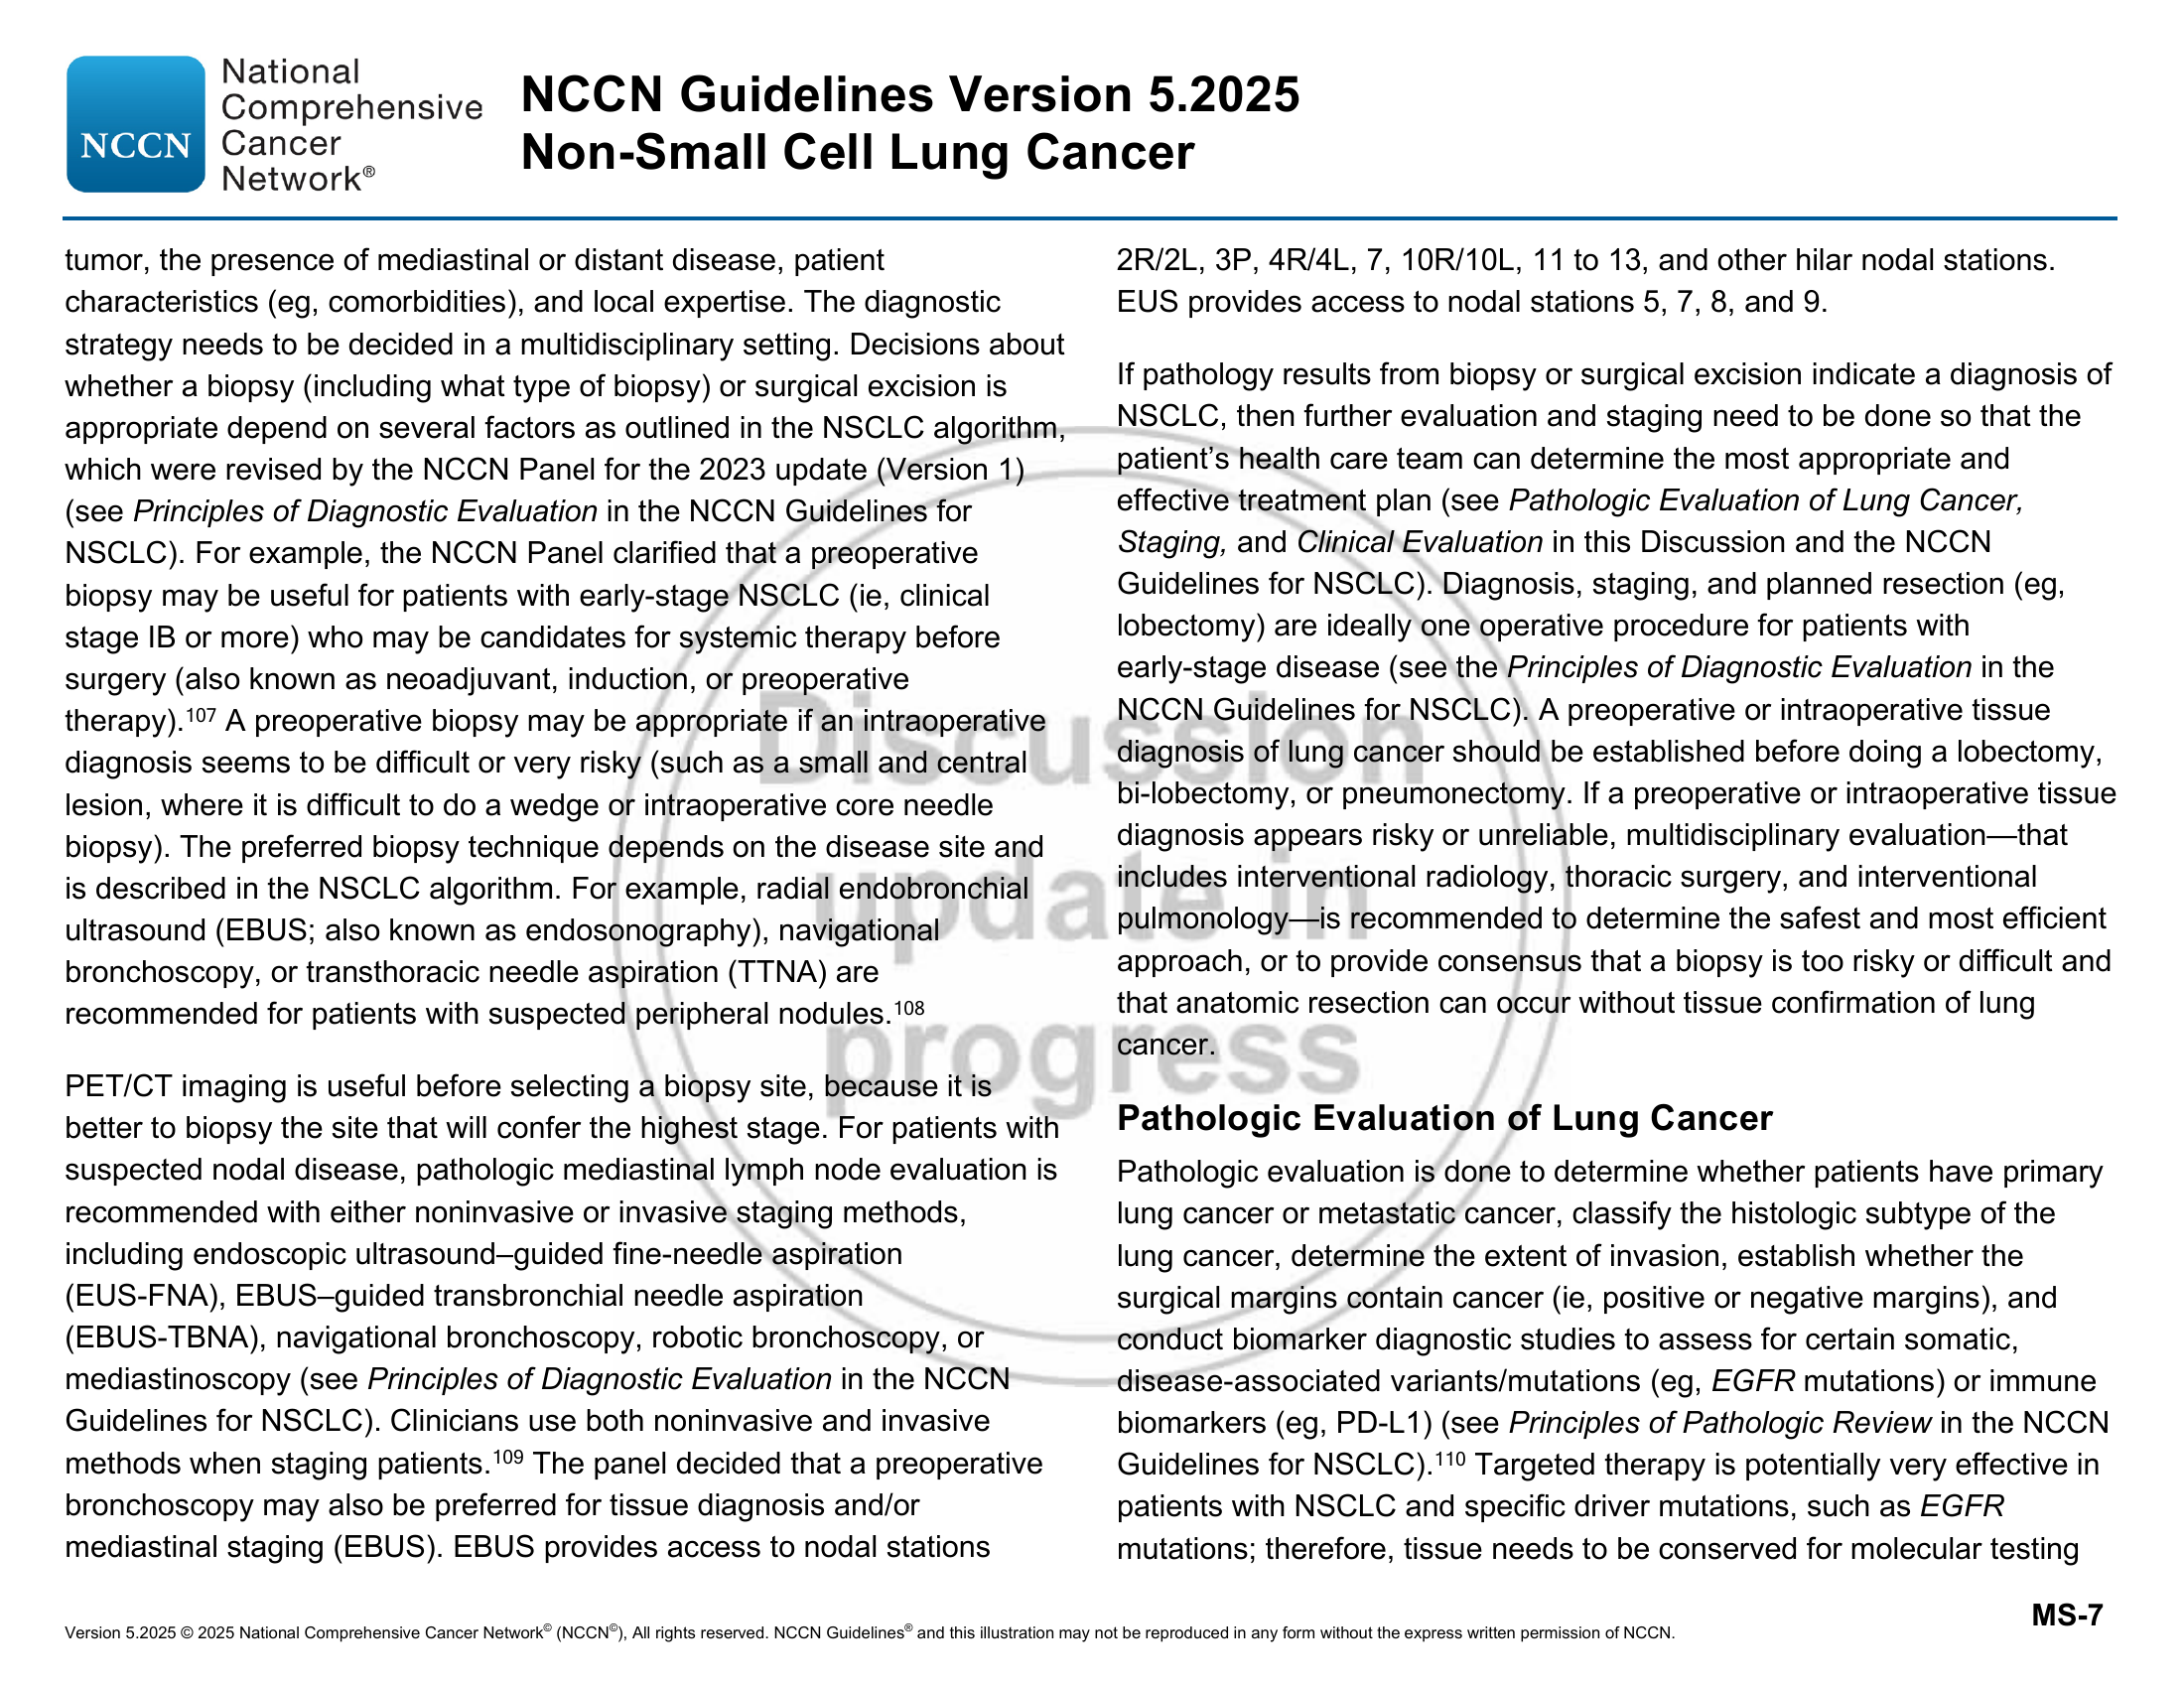 NCCN
National
Comprehensive
Cancer
Network®
NCCN Guidelines Version 5.2025
Non-Small Cell Lung Cancer
tumor, the presence of mediastinal or distant disease, patient
characteristics (eg, comorbidities), and local expertise. The diagnostic
strategy needs to be decided in a multidisciplinary setting. Decisions about
whether a biopsy (including what type of biopsy) or surgical excision is
appropriate depend on several factors as outlined in the NSCLC algorithm,
which were revised by the NCCN Panel for the 2023 update (Version 1)
(see Principles of Diagnostic Evaluation in the NCCN Guidelines for
NSCLC). For example, the NCCN Panel clarified that a preoperative
biopsy may be useful for patients with early-stage NSCLC (ie, clinical
stage IB or more) who may be candidates for systemic therapy before
surgery (also known as neoadjuvant, induction, or preoperative
therapy).107 A preoperative biopsy may be appropriate if an intraoperative
diagnosis seems to be difficult or very risky (such as a small and central
lesion, where it is difficult to do a wedge or intraoperative core needle
biopsy). The preferred biopsy technique depends on the disease site and
is described in the NSCLC algorithm. For example, radial endobronchial
ultrasound (EBUS; also known as endosonography), navigational
bronchoscopy, or transthoracic needle aspiration (TTNA) are
recommended for patients with suspected peripheral nodules.108
PET/CT imaging is useful before selecting a biopsy site, because it is
better to biopsy the site that will confer the highest stage. For patients with
suspected nodal disease, pathologic mediastinal lymph node evaluation is
recommended with either noninvasive or invasive staging methods,
including endoscopic ultrasound–guided fine-needle aspiration
(EUS-FNA), EBUS–guided transbronchial needle aspiration
(EBUS-TBNA), navigational bronchoscopy, robotic bronchoscopy, or
mediastinoscopy (see Principles of Diagnostic Evaluation in the NCCN
Guidelines for NSCLC). Clinicians use both noninvasive and invasive
methods when staging patients.109 The panel decided that a preoperative
bronchoscopy may also be preferred for tissue diagnosis and/or
mediastinal staging (EBUS). EBUS provides access to nodal stations
2R/2L, 3P, 4R/4L, 7, 10R/10L, 11 to 13, and other hilar nodal stations.
EUS provides access to nodal stations 5, 7, 8, and 9.
If pathology results from biopsy or surgical excision indicate a diagnosis of
NSCLC, then further evaluation and staging need to be done so that the
patient’s health care team can determine the most appropriate and
effective treatment plan (see Pathologic Evaluation of Lung Cancer,
Staging, and Clinical Evaluation in this Discussion and the NCCN
Guidelines for NSCLC). Diagnosis, staging, and planned resection (eg,
lobectomy) are ideally one operative procedure for patients with
early-stage disease (see the Principles of Diagnostic Evaluation in the
NCCN Guidelines for NSCLC). A preoperative or intraoperative tissue
diagnosis of lung cancer should be established before doing a lobectomy,
bi-lobectomy, or pneumonectomy. If a preoperative or intraoperative tissue
diagnosis appears risky or unreliable, multidisciplinary evaluation—that
includes interventional radiology, thoracic surgery, and interventional
pulmonology—is recommended to determine the safest and most efficient
approach, or to provide consensus that a biopsy is too risky or difficult and
that anatomic resection can occur without tissue confirmation of lung
cancer.
Pathologic Evaluation of Lung Cancer
Pathologic evaluation is done to determine whether patients have primary
lung cancer or metastatic cancer, classify the histologic subtype of the
lung cancer, determine the extent of invasion, establish whether the
surgical margins contain cancer (ie, positive or negative margins), and
conduct biomarker diagnostic studies to assess for certain somatic,
disease-associated variants/mutations (eg, EGFR mutations) or immune
biomarkers (eg, PD-L1) (see Principles of Pathologic Review in the NCCN
Guidelines for NSCLC).110 Targeted therapy is potentially very effective in
patients with NSCLC and specific driver mutations, such as EGFR
mutations; therefore, tissue needs to be conserved for molecular testing
Discussion
update in
progress
MS-7
Version 5.2025 © 2025 National Comprehensive Cancer Network© (NCCN©), All rights reserved. NCCN Guidelines® and this illustration may not be reproduced in any form without the express written permission of NCCN.